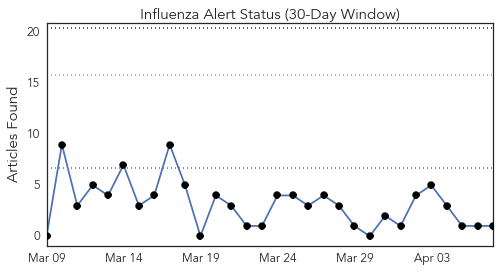 Influenza Alert Status (30-Day Window)
Articles Found
20
15
10
5
0
Mar 09 Mar 14 Mar 19 Mar 24 Mar 29 Apr 03